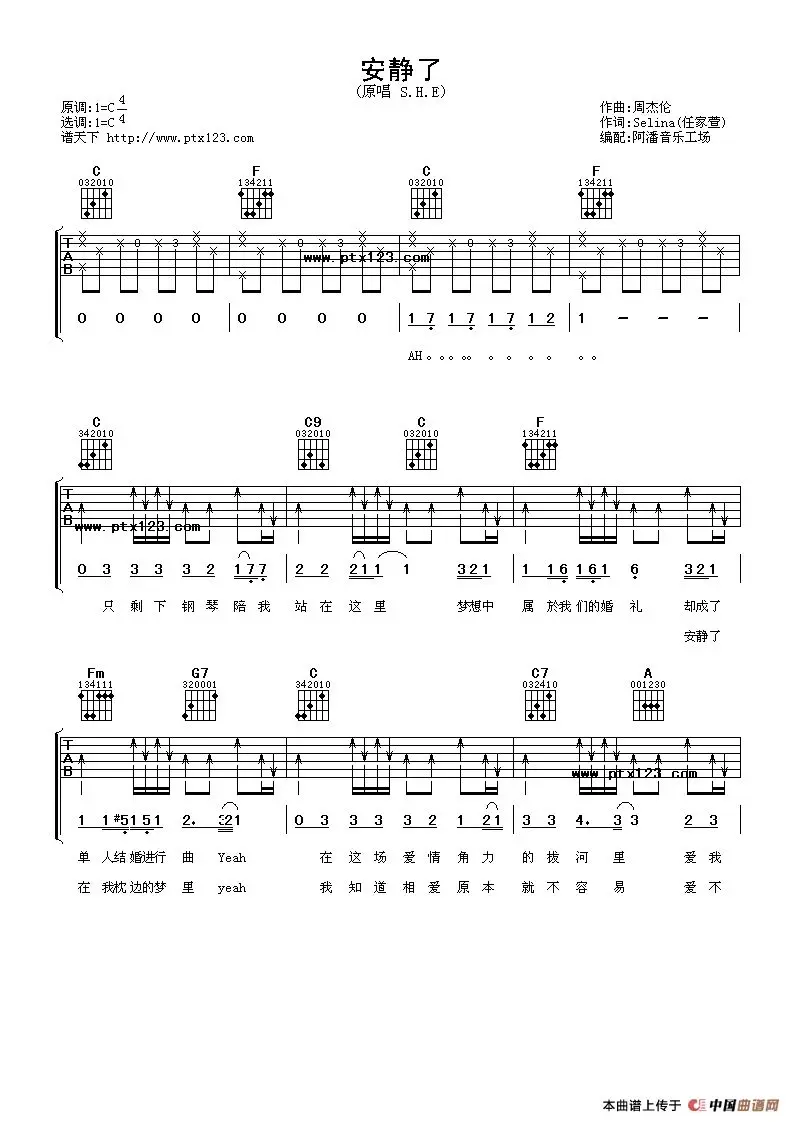 安静了
(原唱 S.H.E)
原调:1=C 4/4
选调:1=C
谱天下 http://www.ptx123.com
作曲:周杰伦
作词:Selina(任家萱)
编配:阿潘音乐工场
C F C F
032010 134211 032010 134211
T A B
0 3 0 3 0 3 0 3
www.ptx123.com
0 0 0 0 0 0 0 0 1 7 1 7 1 7 1 2 1 - - -
AH。。。。。 。 。 。 。。
C C9 C F
342010 032010 032010 134211
T A B
www.ptx123.com
0 3 3 3 3 2 1 7 7 2 2 2 1 1 1 3 2 1 1 1 6 1 6 1 6 3 2 1
只 剩 下 钢 琴 陪 我 站 在 这 里 梦想中 属 於我 们的婚 礼 却成了
安静了
Fm G7 C C7 A
134111 320001 342010 032410 001230
T A B
www.ptx123.com
1 1 #5 1 5 1 2. 3 2 1 0 3 3 3 3 2 1 2 1 3 3 4. 3 3 2 3
单 人结 婚进行 曲 Yeah 在 这 场 爱 情 角 力 的 拨 河 里 爱 我
在 我枕 边的梦 里 yeah 我 知 道 相 爱 原 本 就 不 容 易 爱 不
本曲谱上传于 中国曲谱网